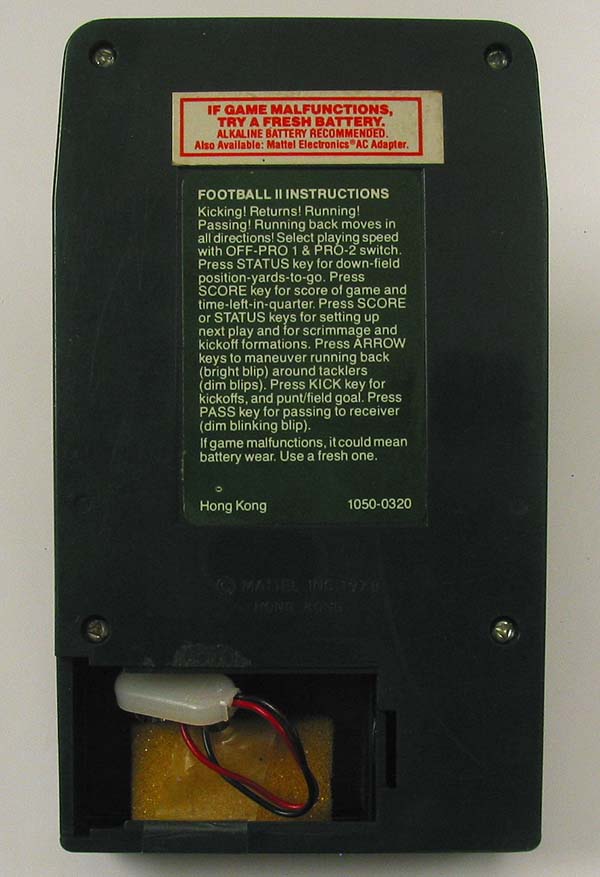 IF GAME MALFUNCTIONS,
TRY A FRESH BATTERY.
ALKALINE BATTERY RECOMMENDED.
Also Available: Mattel Electronics® AC Adapter.
FOOTBALL II INSTRUCTIONS
Kicking! Returns! Running!
Passing! Running back moves in
all directions! Select playing speed
with OFF-PRO 1 & PRO-2 switch.
Press STATUS key for down-field
position-yards-to-go. Press
SCORE key for score of game and
time-left-in-quarter. Press SCORE
or STATUS keys for setting up
next play and for scrimmage and
kickoff formations. Press ARROW
keys to maneuver running back
(bright blip) around tacklers
(dim blips). Press KICK key for
kickoffs, and punt/field goal. Press
PASS key for passing to receiver
(dim blinking blip).
If game malfunctions, it could mean
battery wear. Use a fresh one.
Hong Kong 1050-0320
© MATTEL INC. 1978
HONG KONG